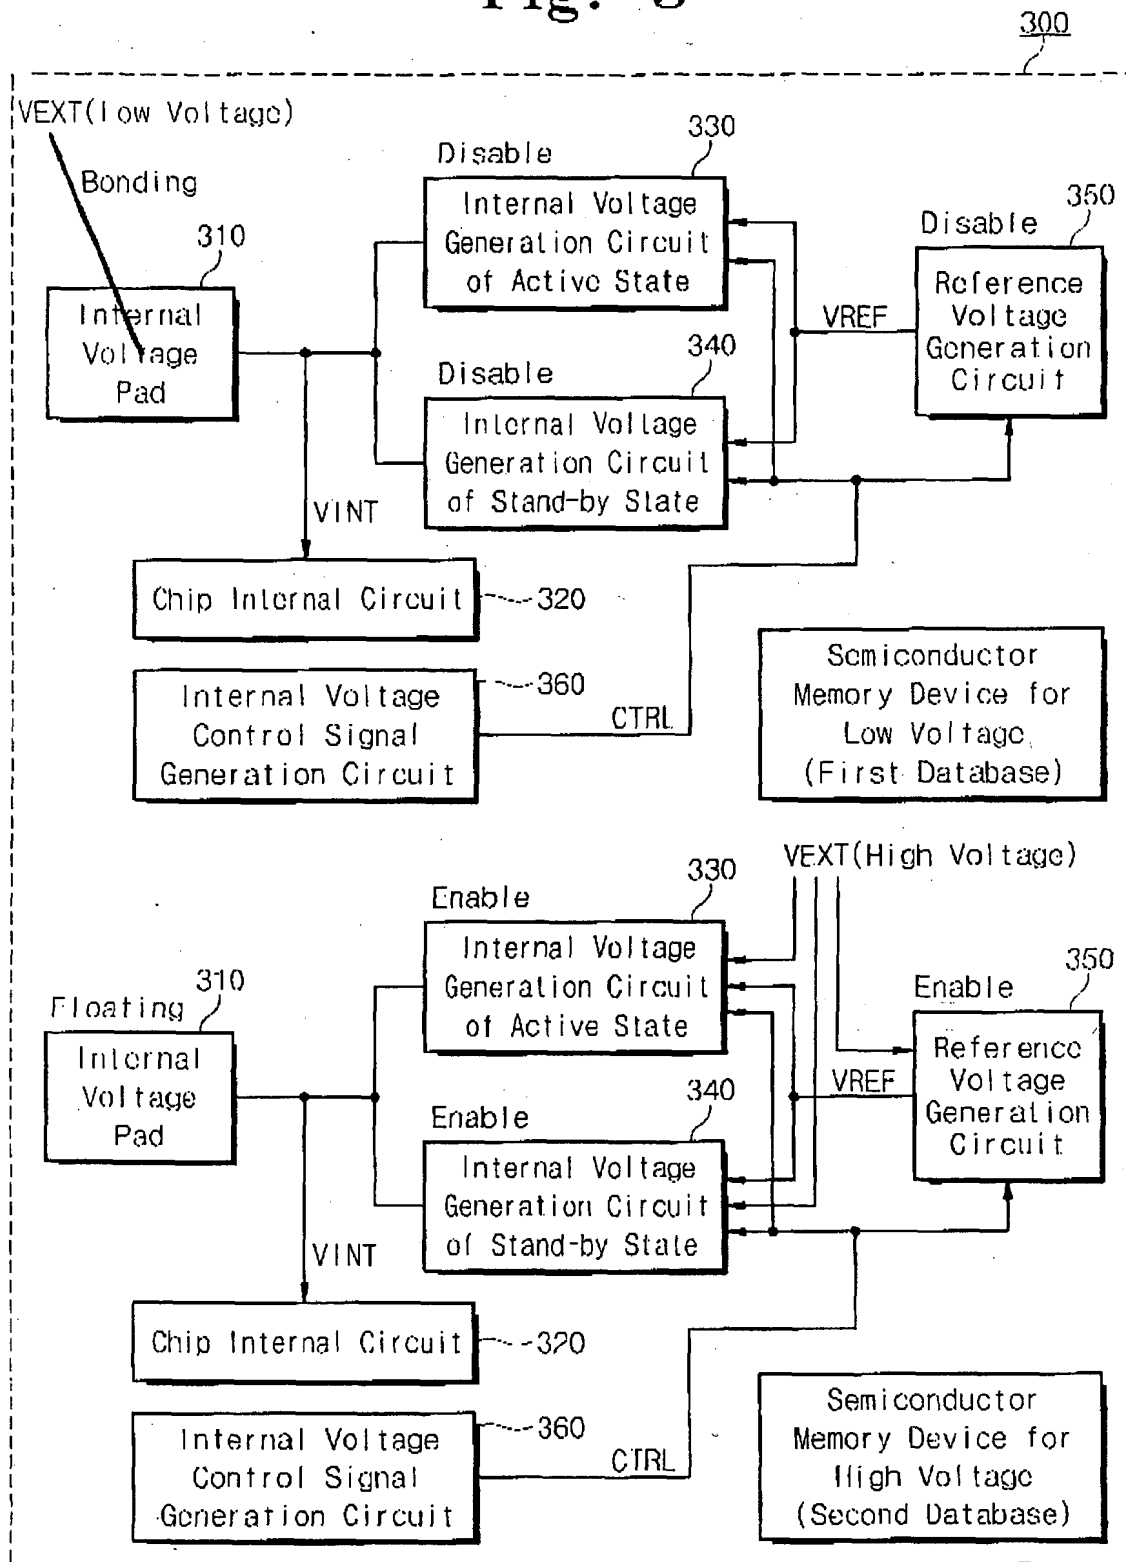 300
VEXT(Low Voltage)
Bonding
310
Internal
Voltage
Pad
Disable
330
Internal Voltage
Generation Circuit
of Active State
Disable
340
Internal Voltage
Generation Circuit
of Stand-by State
VREF
Disable
350
Reference
Voltage
Generation
Circuit
VINT
Chip Internal Circuit
320
Internal Voltage
Control Signal
Generation Circuit
360
CTRL
Semiconductor
Memory Device for
Low Voltage
(First Database)
VEXT(High Voltage)
Floating
310
Internal
Voltage
Pad
Enable
330
Internal Voltage
Generation Circuit
of Active State
Enable
340
Internal Voltage
Generation Circuit
of Stand-by State
VREF
Enable
350
Reference
Voltage
Generation
Circuit
VINT
Chip Internal Circuit
320
Internal Voltage
Control Signal
Generation Circuit
360
CTRL
Semiconductor
Memory Device for
High Voltage
(Second Database)